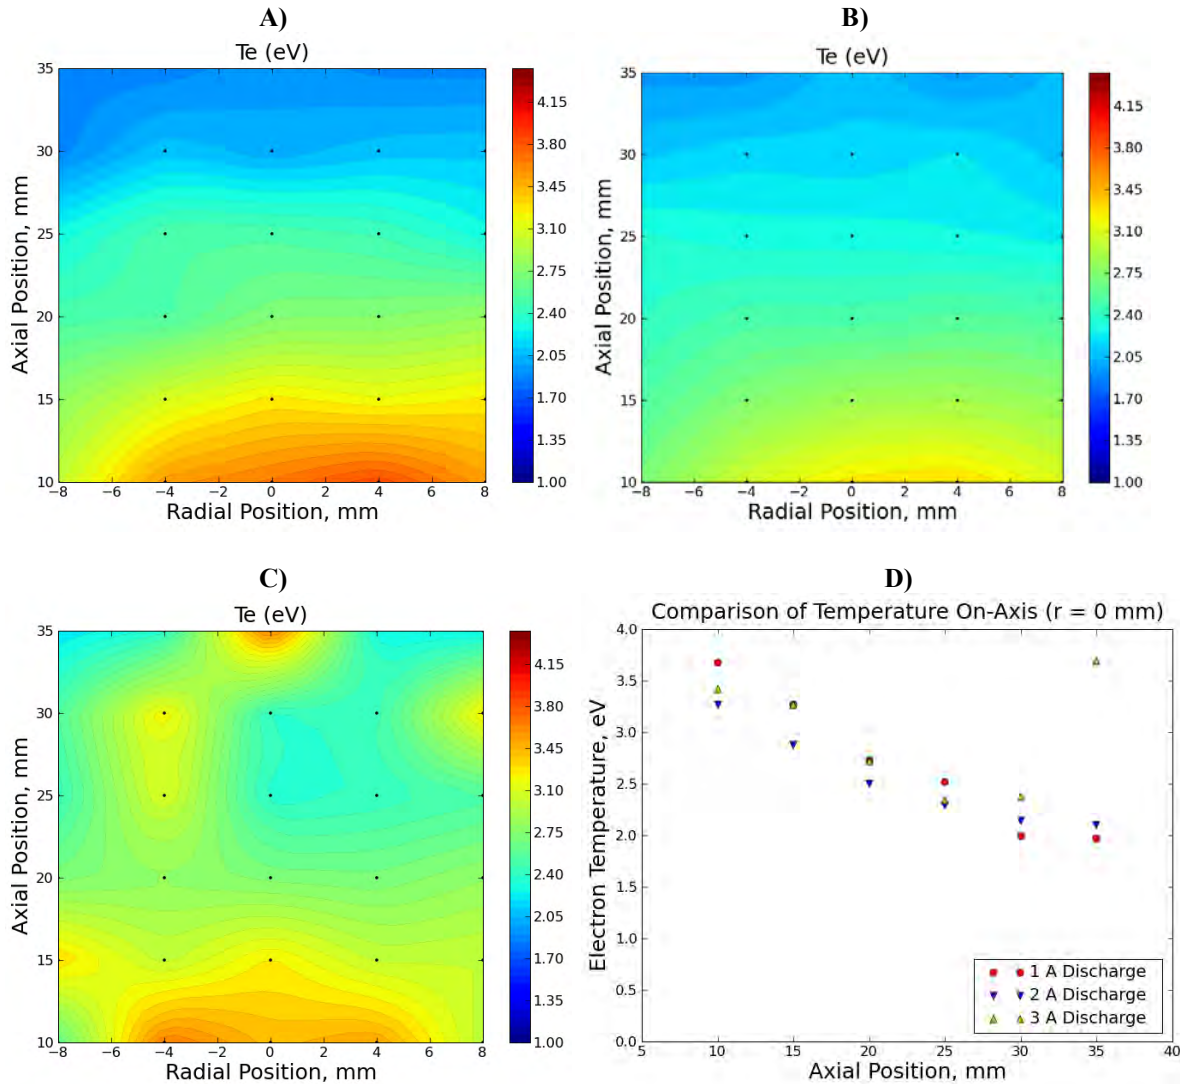 A)
Te (eV)
35
30
25
20
15
10
Axial Position, mm
−8 −6 −4 −2 0 2 4 6 8
Radial Position, mm
4.15
3.80
3.45
3.10
2.75
2.40
2.05
1.70
1.35
1.00
B)
Te (eV)
35
30
25
20
15
10
Axial Position, mm
−8 −6 −4 −2 0 2 4 6 8
Radial Position, mm
4.15
3.80
3.45
3.10
2.75
2.40
2.05
1.70
1.35
1.00
C)
Te (eV)
35
30
25
20
15
10
Axial Position, mm
−8 −6 −4 −2 0 2 4 6 8
Radial Position, mm
4.15
3.80
3.45
3.10
2.75
2.40
2.05
1.70
1.35
1.00
D)
Comparison of Temperature On-Axis (r = 0 mm)
4.0
3.5
3.0
2.5
2.0
1.5
1.0
0.5
0.0
Electron Temperature, eV
5 10 15 20 25 30 35 40
Axial Position, mm
1 A Discharge
2 A Discharge
3 A Discharge